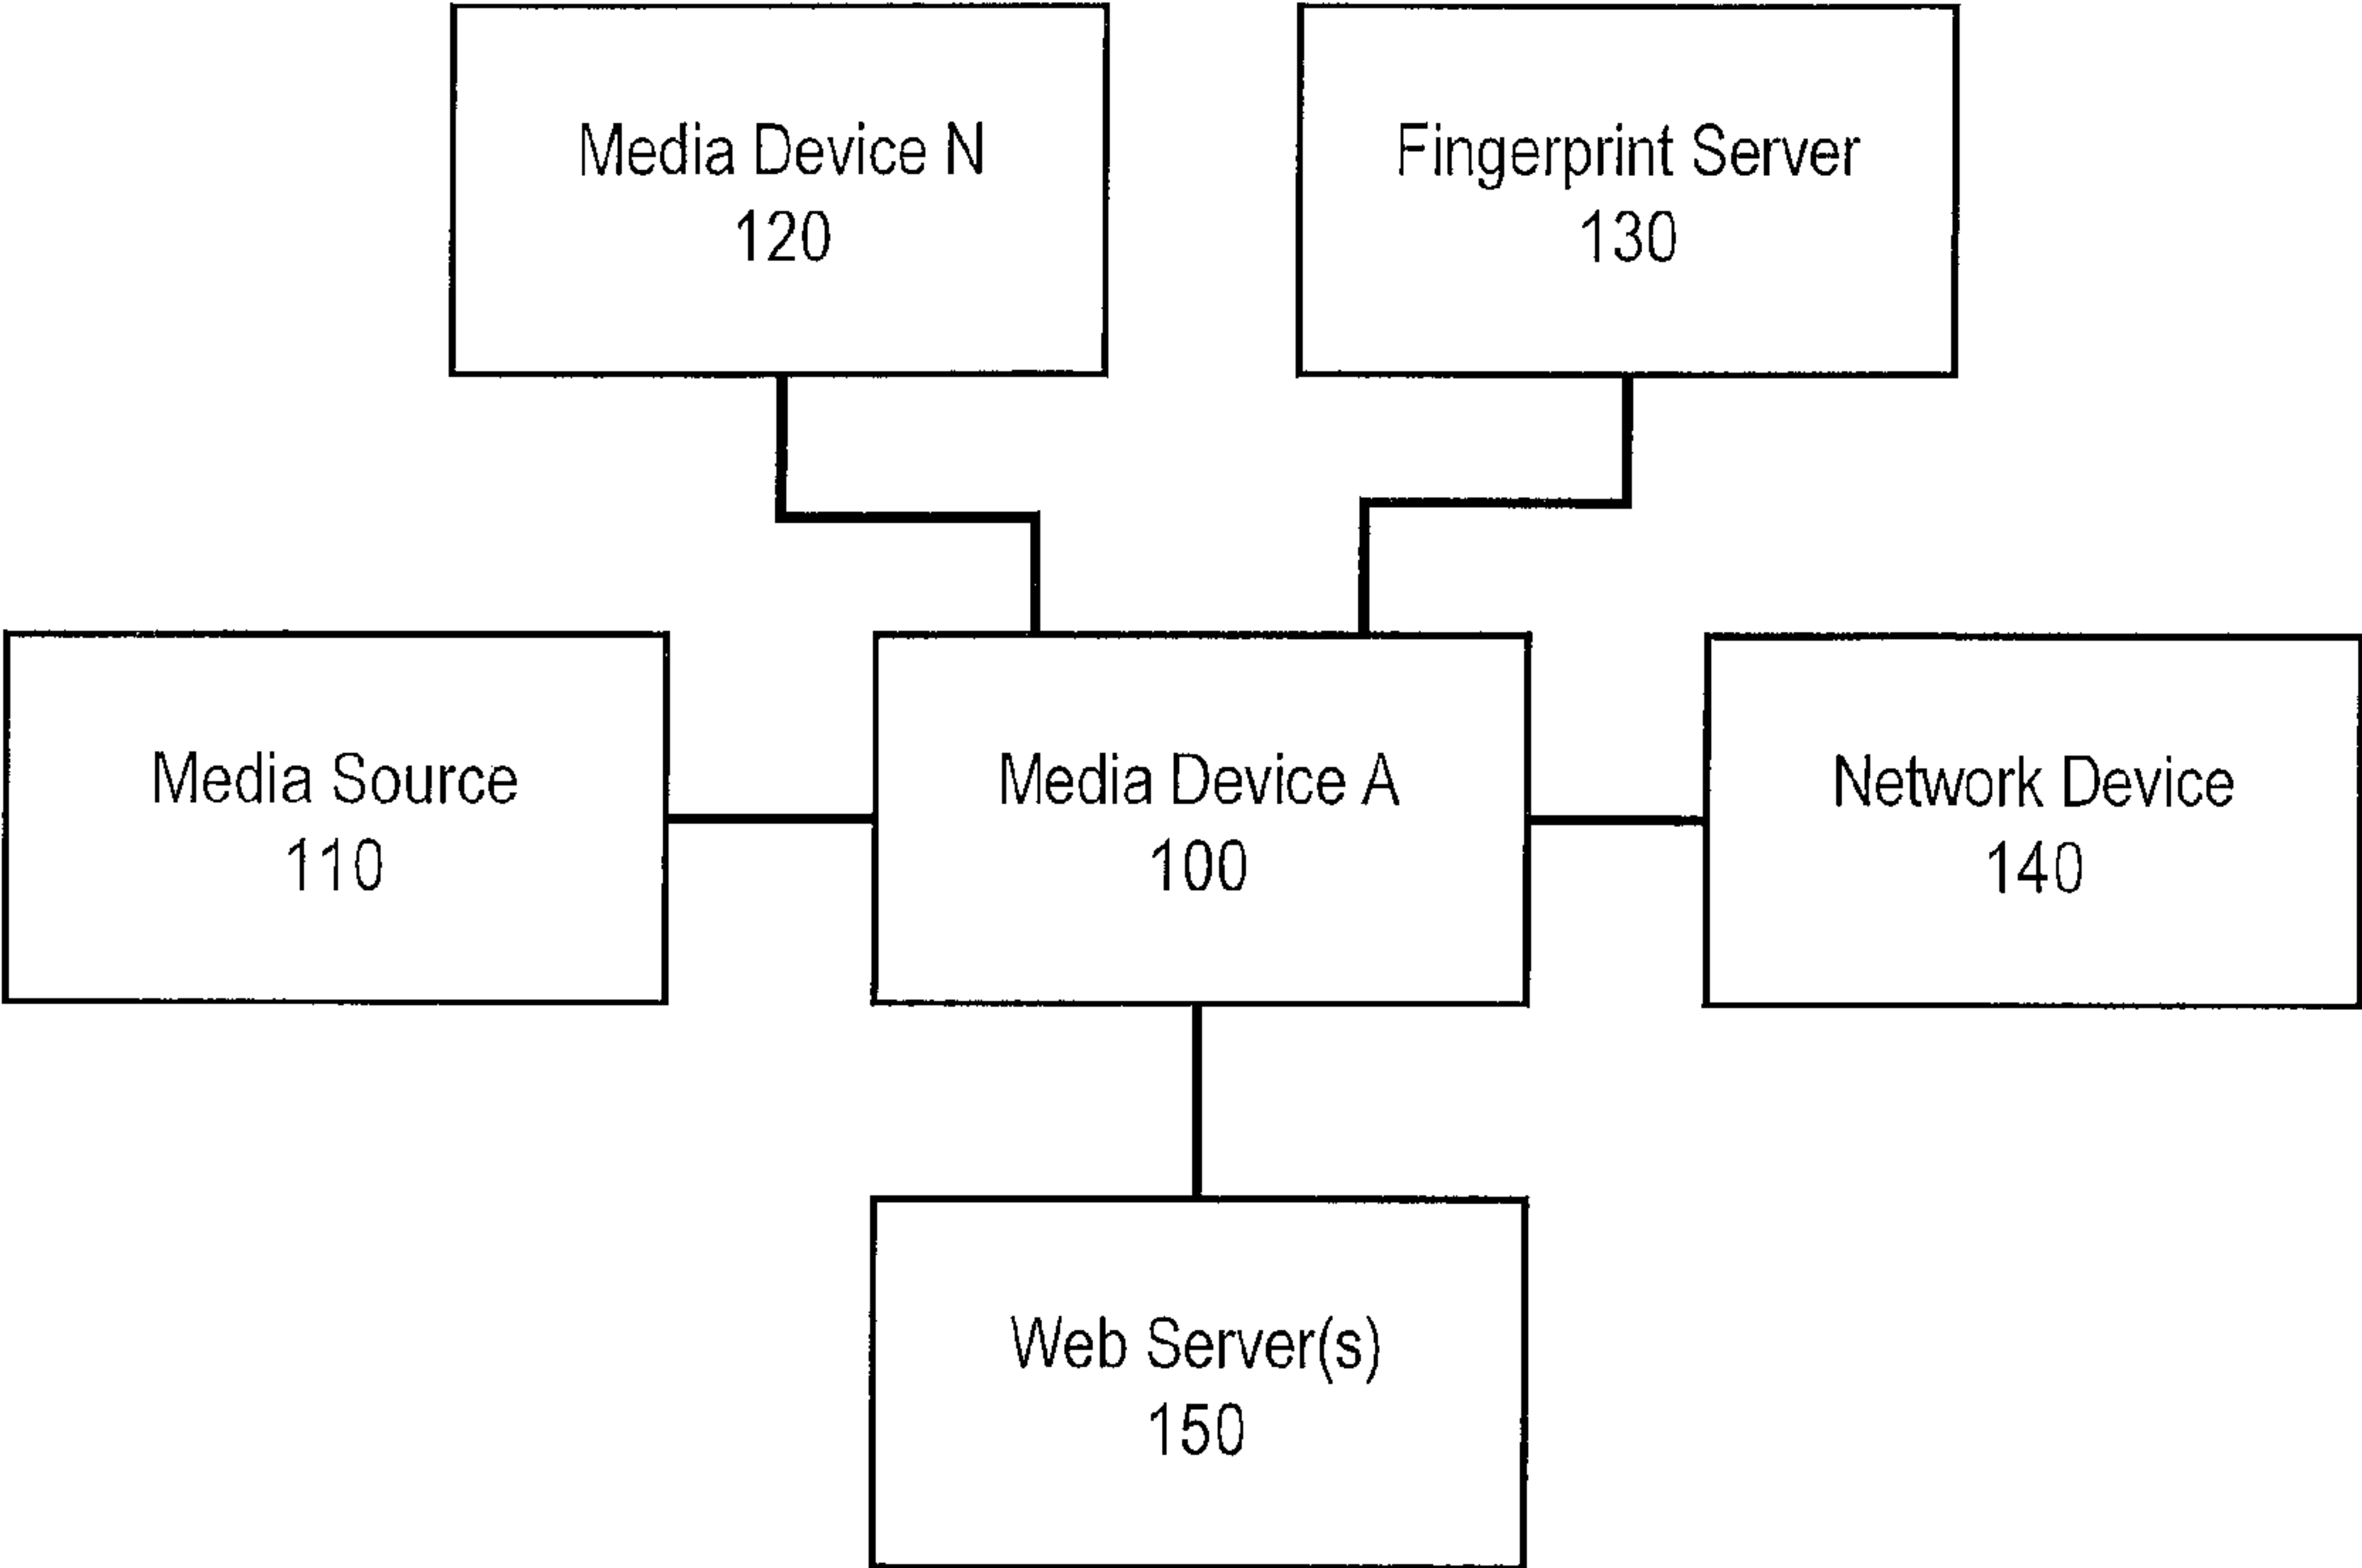 Media Device N
120
Fingerprint Server
130
Media Source
110
Media Device A
100
Network Device
140
Web Server(s)
150